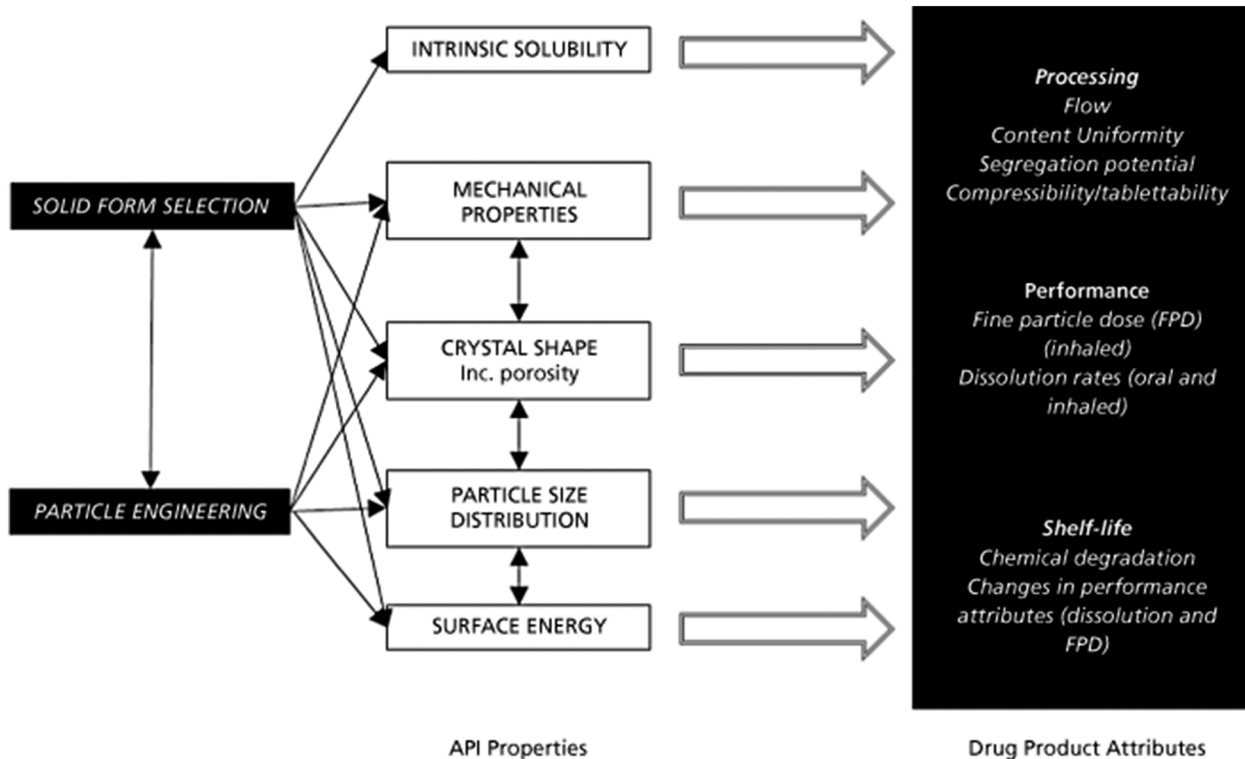 INTRINSIC SOLUBILITY
SOLID FORM SELECTION
MECHANICAL
PROPERTIES
CRYSTAL SHAPE
Inc. porosity
PARTICLE ENGINEERING
PARTICLE SIZE
DISTRIBUTION
SURFACE ENERGY
API Properties
Processing
Flow
Content Uniformity
Segregation potential
Compressibility/tablettability
Performance
Fine particle dose (FPD)
(inhaled)
Dissolution rates (oral and
inhaled)
Shelf-life
Chemical degradation
Changes in performance
attributes (dissolution and
FPD)
Drug Product Attributes